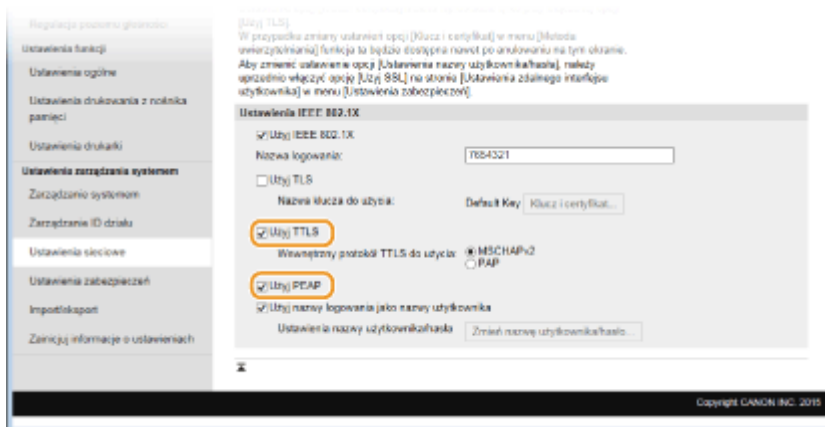 Regulacja poziomu głośności
Ustawienia funkcji
Ustawienia ogólne
Ustawienia drukowania z nośnika
pamięci
Ustawienia drukarki
Ustawienia zarządzania systemem
Zarządzanie systemem
Zarządzanie ID działu
Ustawienia sieciowe
Ustawienia zabezpieczeń
Import/eksport
Zainicjuj informacje o ustawieniach
[Użyj TLS].
W przypadku zmiany ustawień opcji [Klucz i certyfikat] w menu [Metoda
uwierzytelniania] funkcja ta będzie dostępna nawet po anulowaniu na tym ekranie.
Aby zmienić ustawienie opcji [Ustawienia nazwy użytkownika/hasła], należy
uprzednio włączyć opcję [Użyj SSL] na stronie [Ustawienia zdalnego interfejsu
użytkownika] w menu [Ustawienia zabezpieczeń].
Ustawienia IEEE 802.1X
Użyj IEEE 802.1X
Nazwa logowania: 7654321
Użyj TLS
Nazwa klucza do użycia: Default Key Klucz i certyfikat...
Użyj TTLS
Wewnętrzny protokół TTLS do użycia: MSCHAPv2
PAP
Użyj PEAP
Użyj nazwy logowania jako nazwy użytkownika
Ustawienia nazwy użytkownika/hasła Zmień nazwę użytkownika/hasło...
Copyright CANON INC. 2015